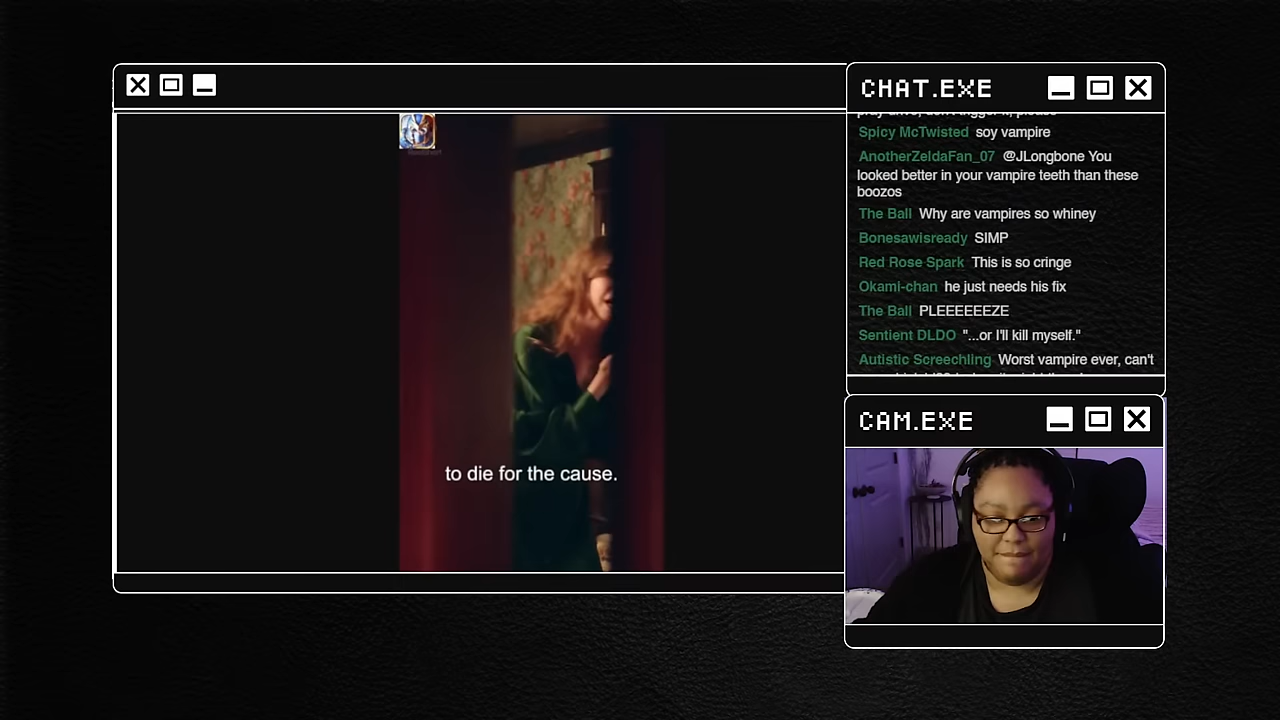 to die for the cause.
CHAT.EXE
Spicy McTwisted soy vampire
AnotherZeldaFan_07 @JLongbone You
looked better in your vampire teeth than these
boozos
The Ball Why are vampires so whiney
Bonesawisready SIMP
Red Rose Spark This is so cringe
Okami-chan he just needs his fix
The Ball PLEEEEEEZE
Sentient DLDO "...or I'll kill myself."
Autistic Screechling Worst vampire ever, can't
CAM.EXE